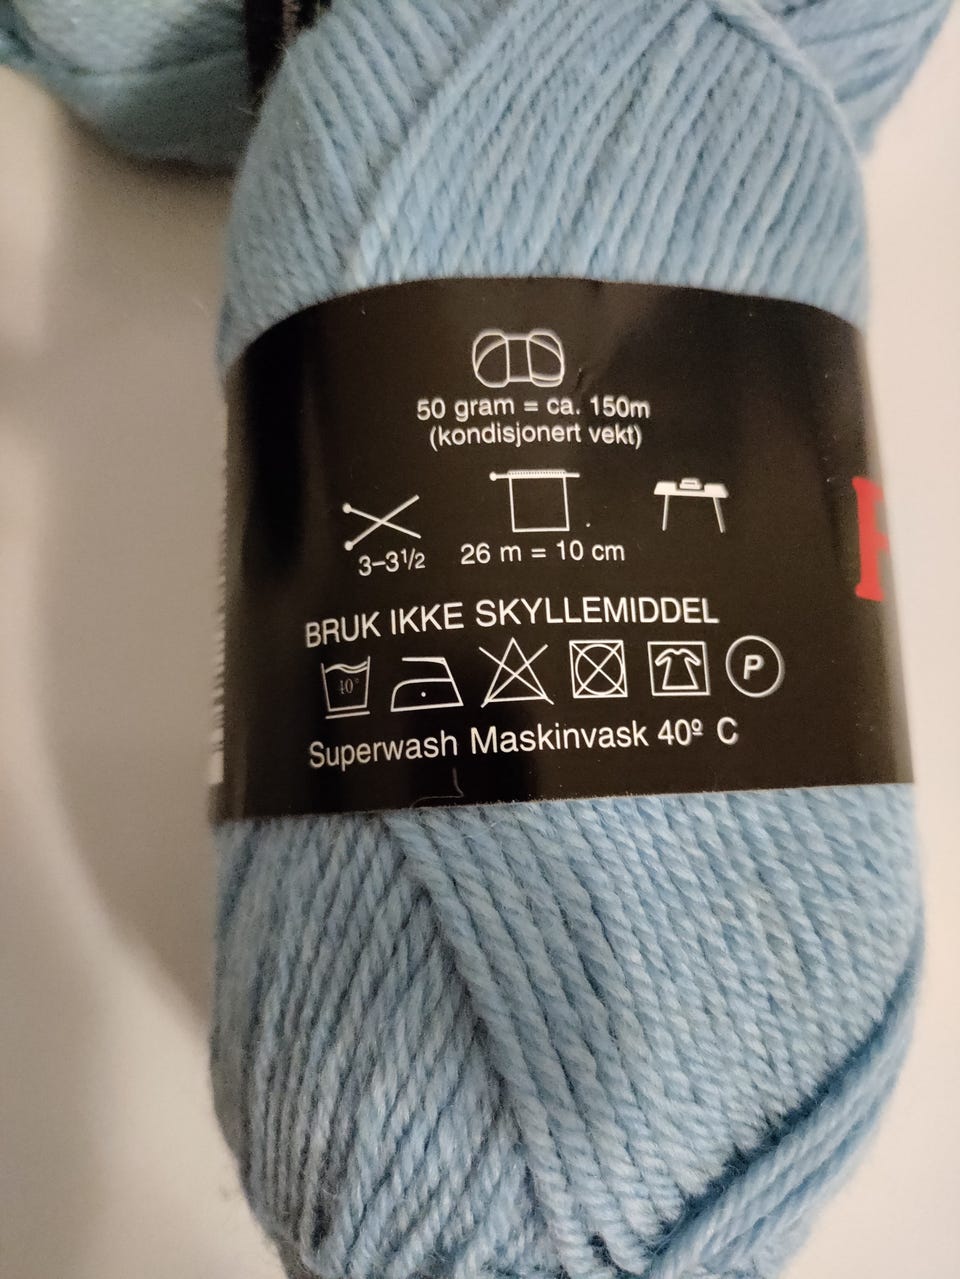 50 gram = ca. 150m
(kondisjonert vekt)
3–3½ 26 m = 10 cm
BRUK IKKE SKYLLEMIDDEL
40° P
Superwash Maskinvask 40º C